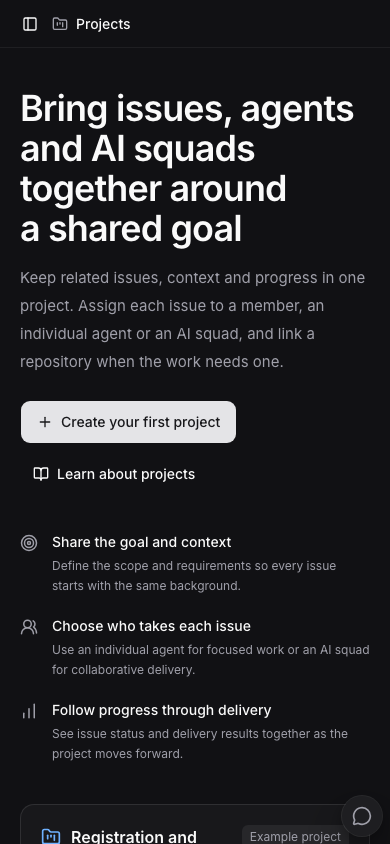 Projects
Bring issues, agents
and AI squads
together around
a shared goal
Keep related issues, context and progress in one
project. Assign each issue to a member, an
individual agent or an AI squad, and link a
repository when the work needs one.
Create your first project
Learn about projects
Share the goal and context
Define the scope and requirements so every issue
starts with the same background.
Choose who takes each issue
Use an individual agent for focused work or an AI squad
for collaborative delivery.
Follow progress through delivery
See issue status and delivery results together as the
project moves forward.
Registration and
Example project